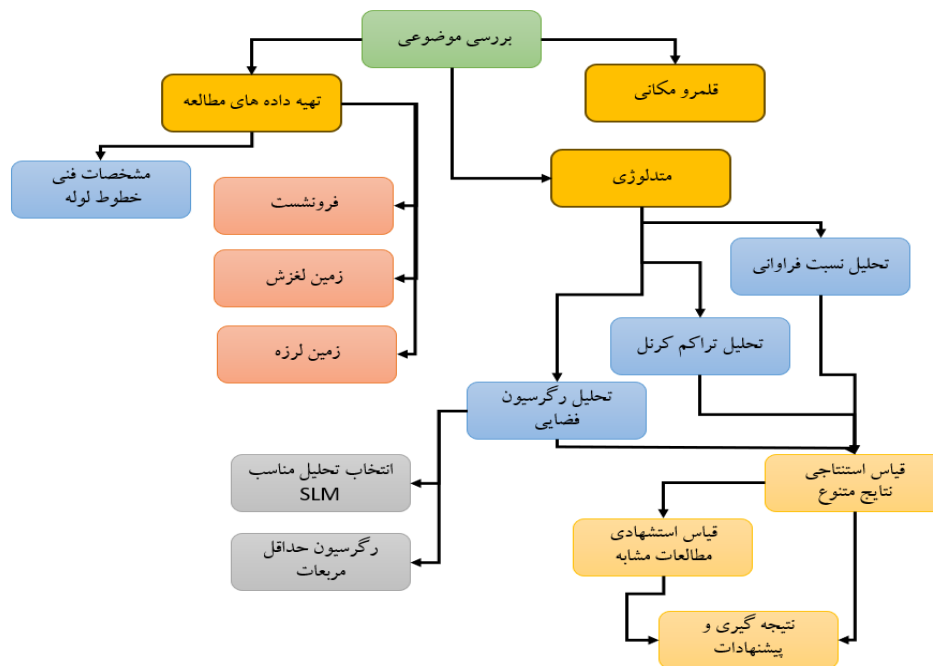 بررسی موضوعی
قلمرو مکانی
تهیه داده های مطالعه
متدلوژی
مشخصات فنی
خطوط لوله
فرونشست
زمین لغزش
زمین لرزه
تحلیل نسبت فراوانی
تحلیل تراکم کرنل
تحلیل رگرسیون
فضایی
انتخاب تحلیل مناسب
SLM
رگرسیون حداقل
مربعات
قیاس استنتاجی
نتایج متنوع
قیاس استشهادی
مطالعات مشابه
نتیجه گیری و
پیشنهادات